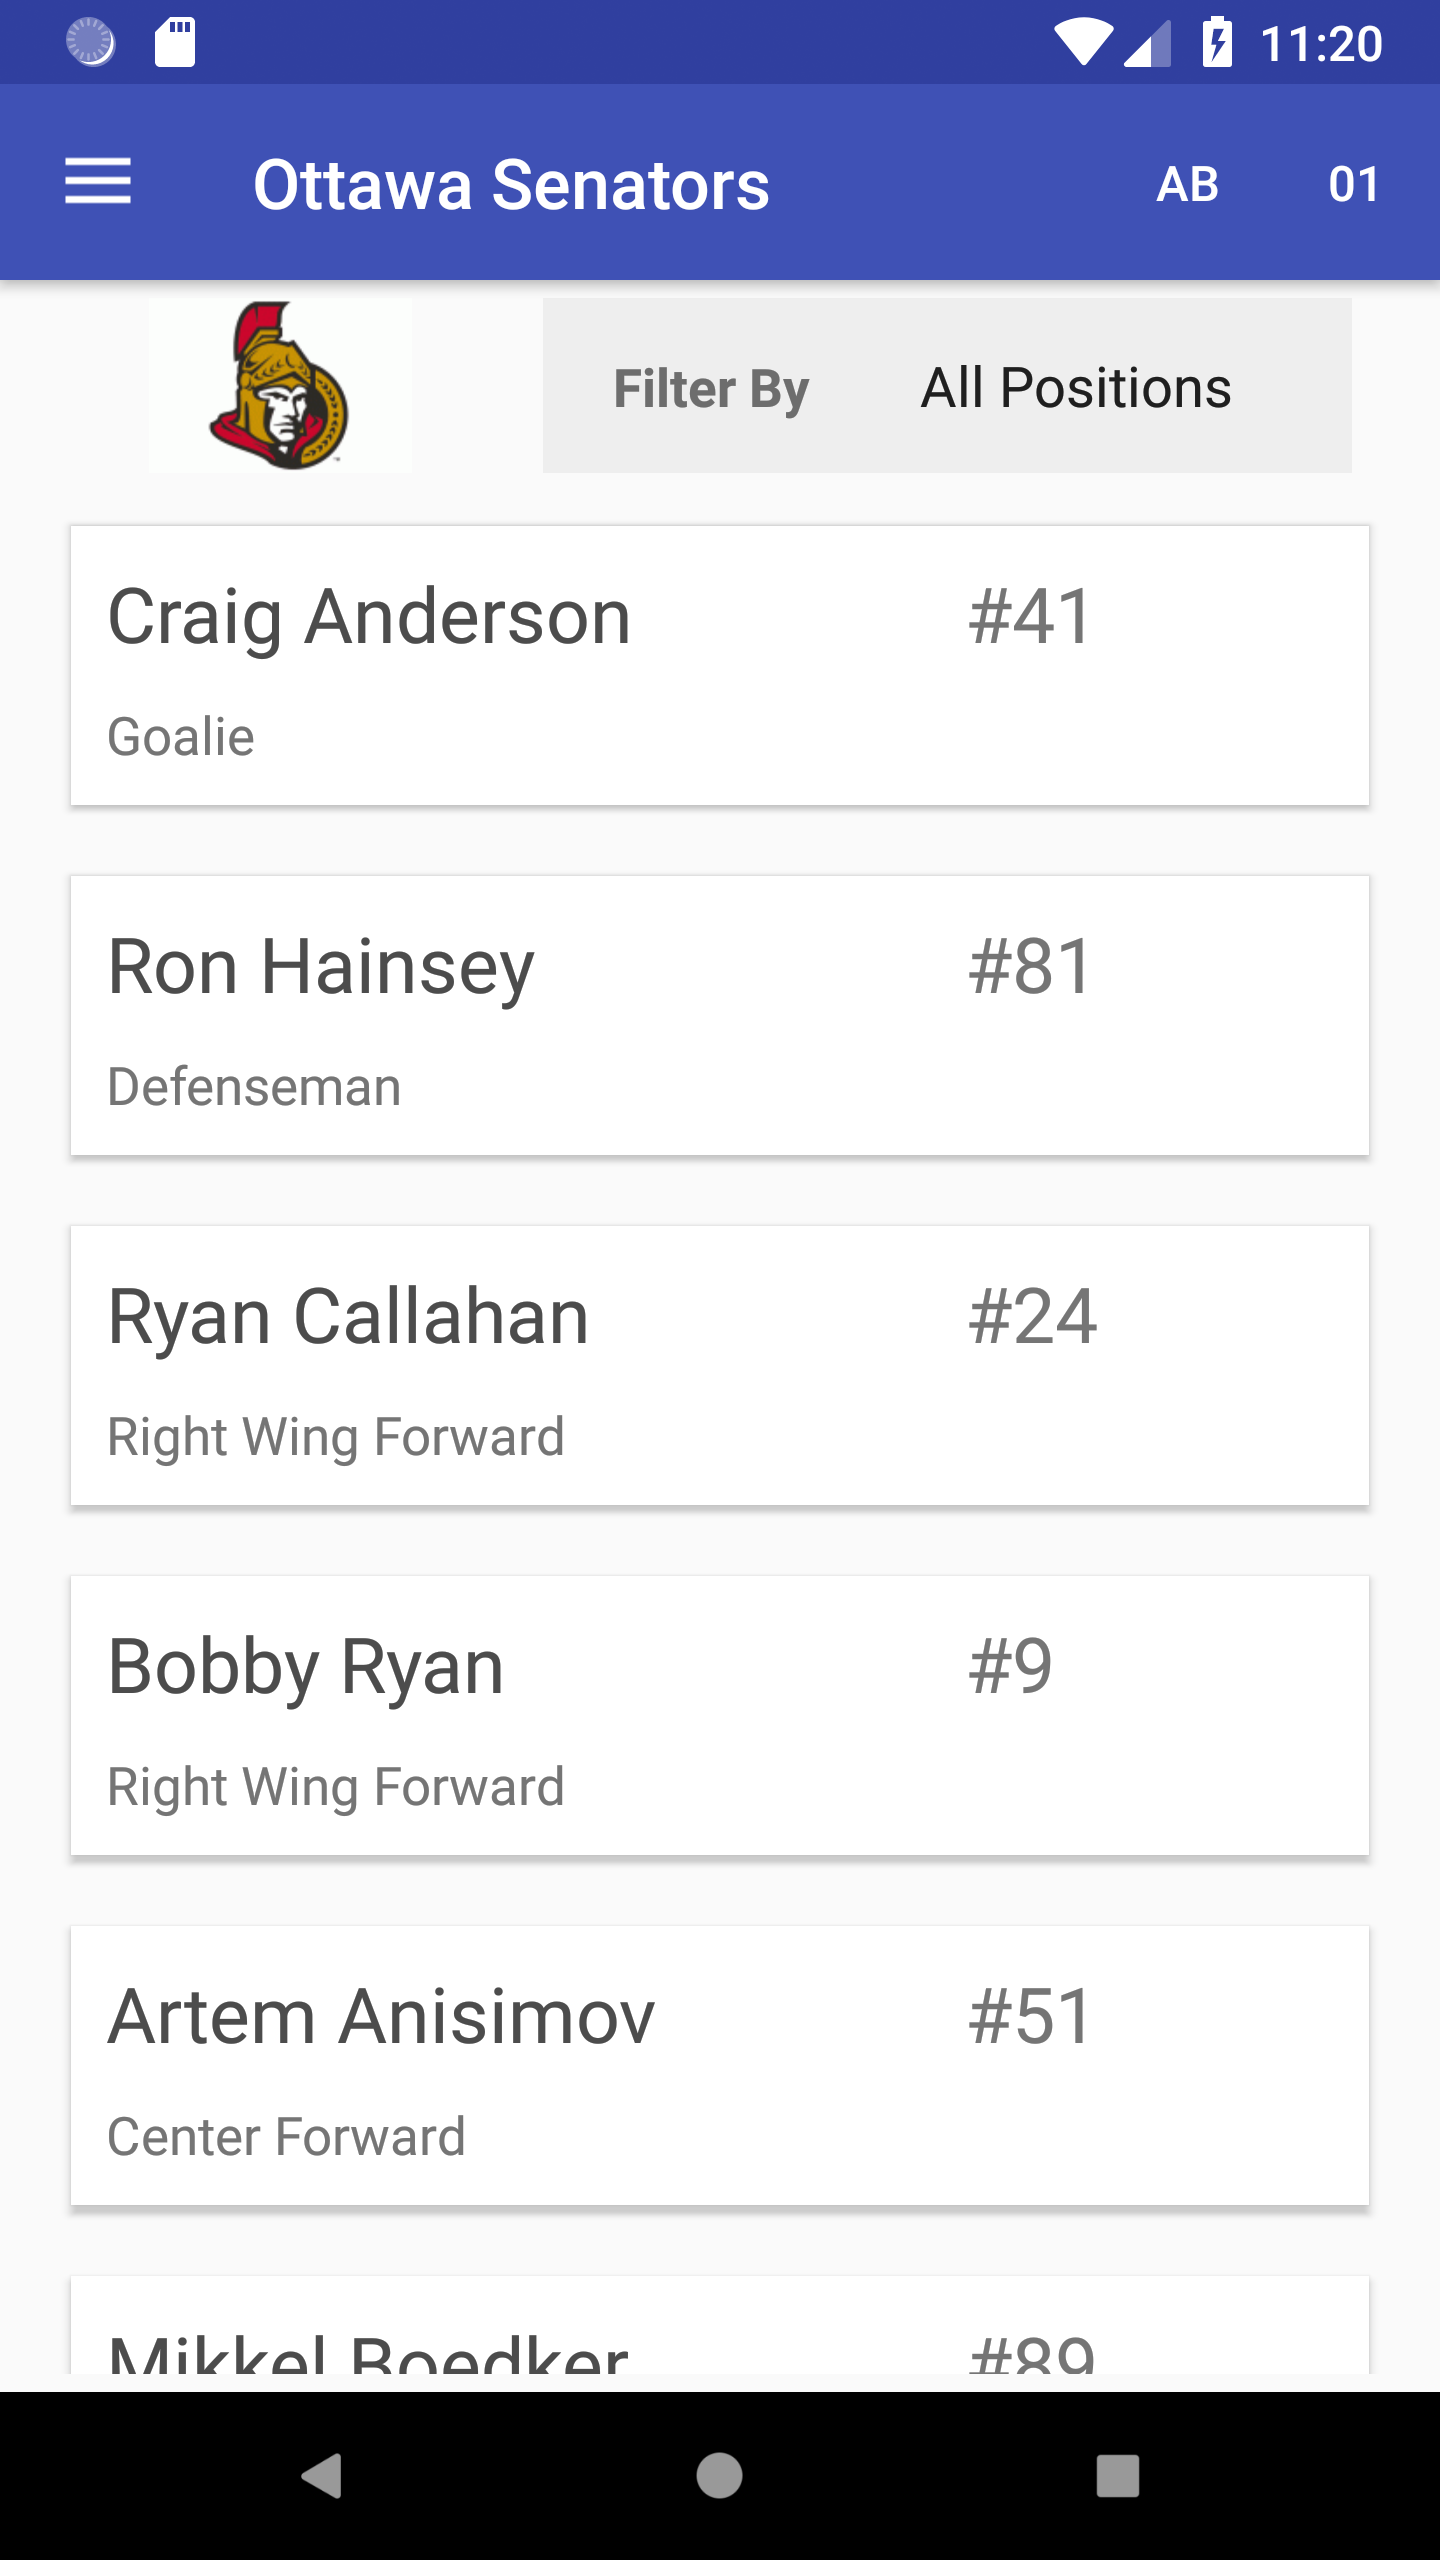 11:20
Ottawa Senators AB 01
Filter By All Positions
Craig Anderson #41
Goalie
Ron Hainsey #81
Defenseman
Ryan Callahan #24
Right Wing Forward
Bobby Ryan #9
Right Wing Forward
Artem Anisimov #51
Center Forward
Mikkel Boedker #89